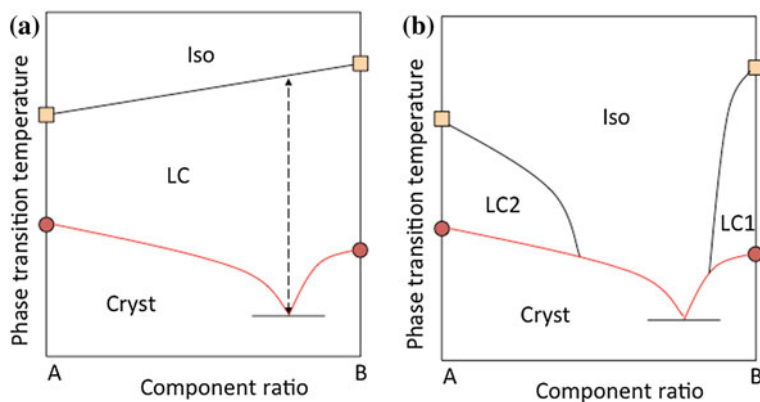 (a)
Phase transition temperature
Iso
LC
Cryst
A
B
Component ratio
(b)
Phase transition temperature
Iso
LC2
LC1
Cryst
A
B
Component ratio